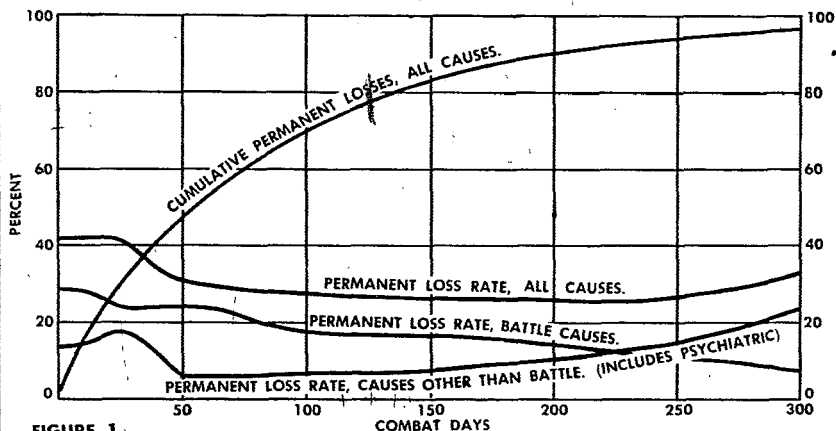 100 100
CUMULATIVE PERMANENT LOSSES, ALL CAUSES.
80 80
60 60
PERCENT
40 40
PERMANENT LOSS RATE, ALL CAUSES.
20 20
PERMANENT LOSS RATE, BATTLE CAUSES.
PERMANENT LOSS RATE, CAUSES OTHER THAN BATTLE. (INCLUDES PSYCHIATRIC)
0 0
50 100 150 200 250 300
COMBAT DAYS
FIGURE 1.